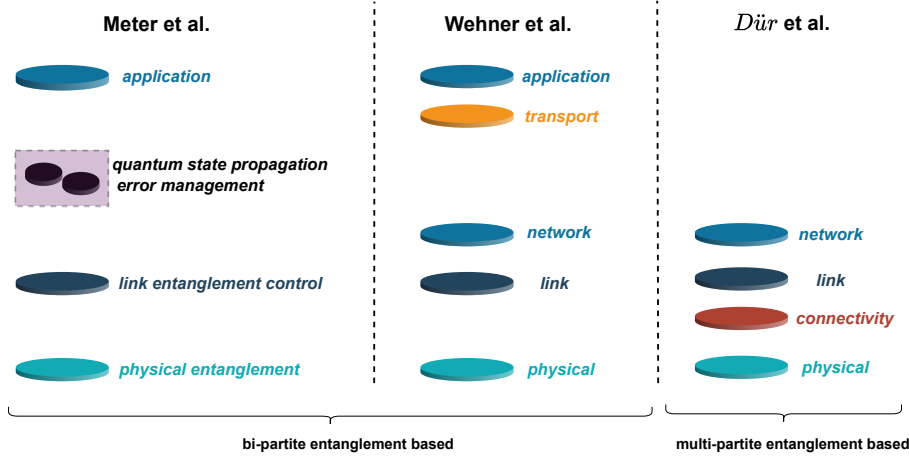 Meter et al.
application
quantum state propagation
error management
link entanglement control
physical entanglement
Wehner et al.
application
transport
network
link
physical
Dür et al.
network
link
connectivity
physical
bi-partite entanglement based
multi-partite entanglement based